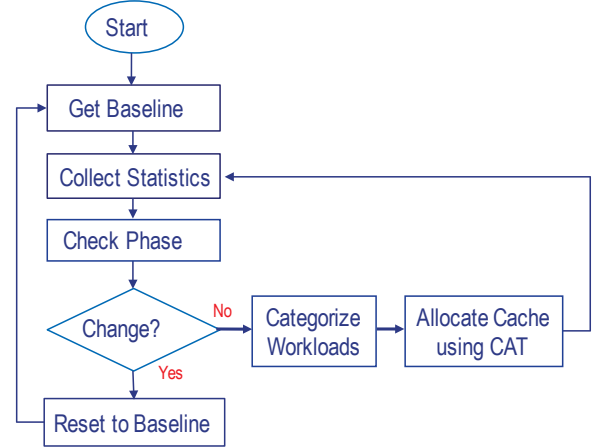 Start
Get Baseline
Collect Statistics
Check Phase
Change?
No
Categorize
Workloads
Allocate Cache
using CAT
Yes
Reset to Baseline